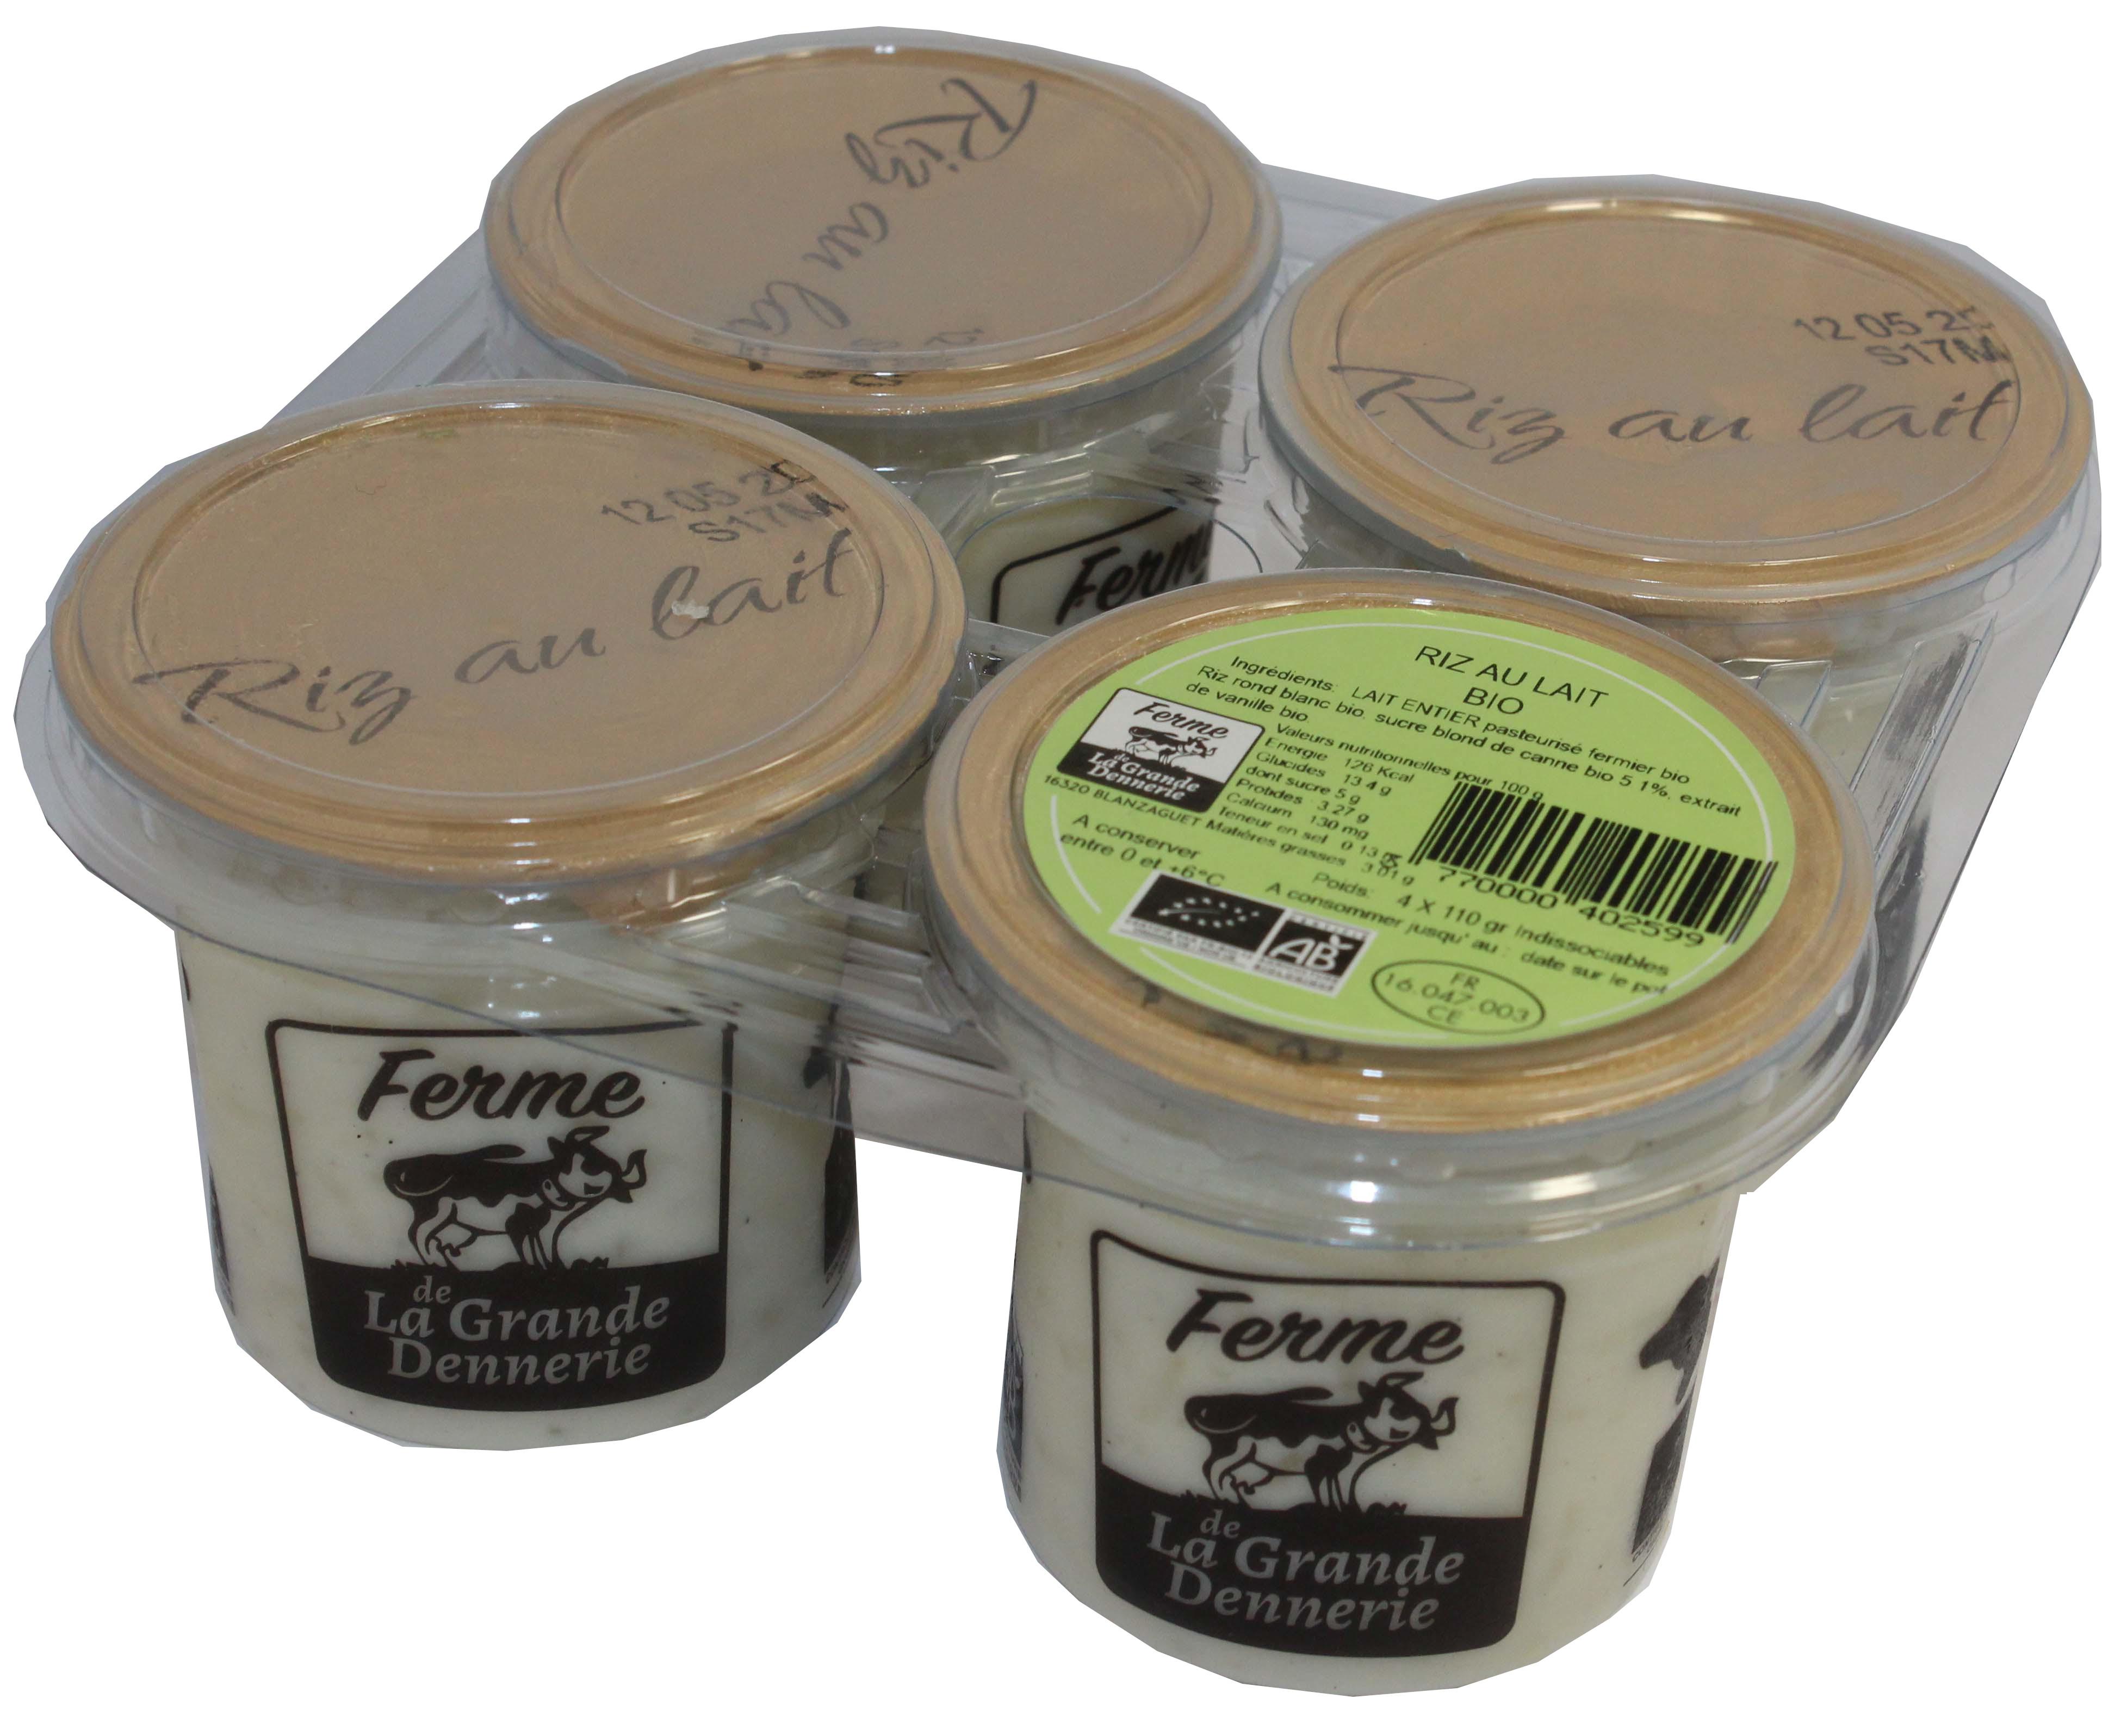 Riz au lait
12 05 25
S17M
Riz au lait
12 05 2
S17M
Riz au lait
Ferme
RIZ AU LAIT
BIO
Ingrédients: LAIT ENTIER pasteurisé fermier bio
Riz rond blanc bio, sucre blond de canne bio 5 1%, extrait
de vanille bio
Ferme
de
La Grande
Dennerie
16320 BLANZAGUET
Valeurs nutritionnelles pour 100 g
Energie 126 Kcal
Glucides 13 4 g
dont sucre 5 g
Protides 3 27 g
Calcium 130 mg
Teneur en sel 0 13
Matières grasses 3 01 g
770000 402599
A conserver
entre 0 et +6°C
Poids: 4 X 110 gr indissociables
A consommer jusqu' au : date sur le pot
AB
FR
16.047.003
CE
Ferme
de
La Grande
Dennerie
Ferme
de
La Grande
Dennerie